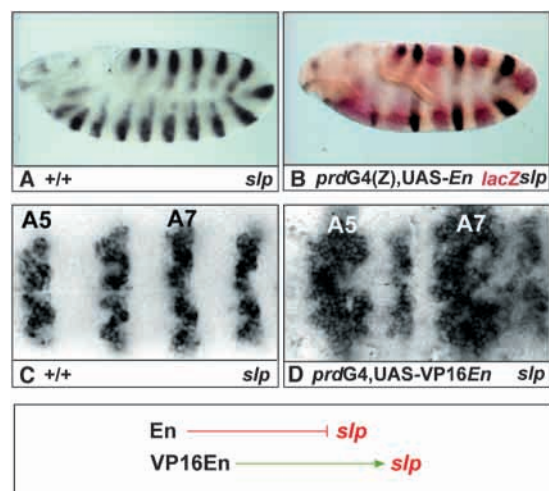 A +/+ slp
B prdG4(Z),UAS-En lacZ slp
A5 A7
C +/+ slp
A5 A7
D prdG4,UAS-VP16En slp
En slp
VP16En slp